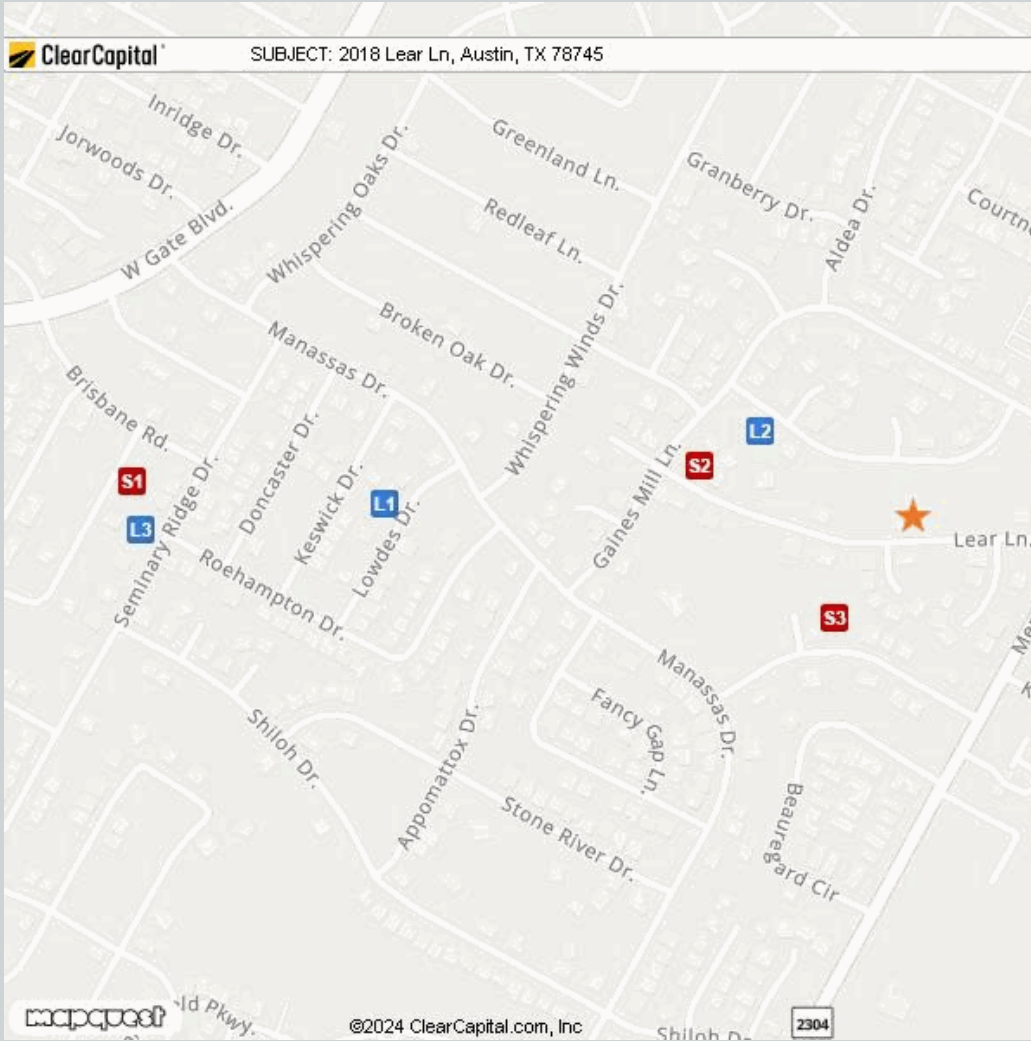 ClearCapital
SUBJECT: 2018 Lear Ln, Austin, TX 78745
Inridge Dr.
Jorwoods Dr.
W Gate Blvd.
Whispering Oaks Dr.
Greenland Ln.
Redleaf Ln.
Granberry Dr.
Aldea Dr.
Broken Oak Dr.
Manassas Dr.
Whispering Winds Dr.
Brisbane Rd.
Doncaster Dr.
Keswick Dr.
Lowdes Dr.
Seminary Ridge Dr.
Roehampton Dr.
Gaines Mill Ln.
S1
L3
L1
S2
L2
Lear Ln.
S3
Manassas Dr.
Fancy Gap Ln.
Shiloh Dr.
Appomattox Dr.
Stone River Dr.
Beauregard Cir
mapquest
ld Pkwy.
©2024 ClearCapital.com, Inc
Shiloh Dr
2304